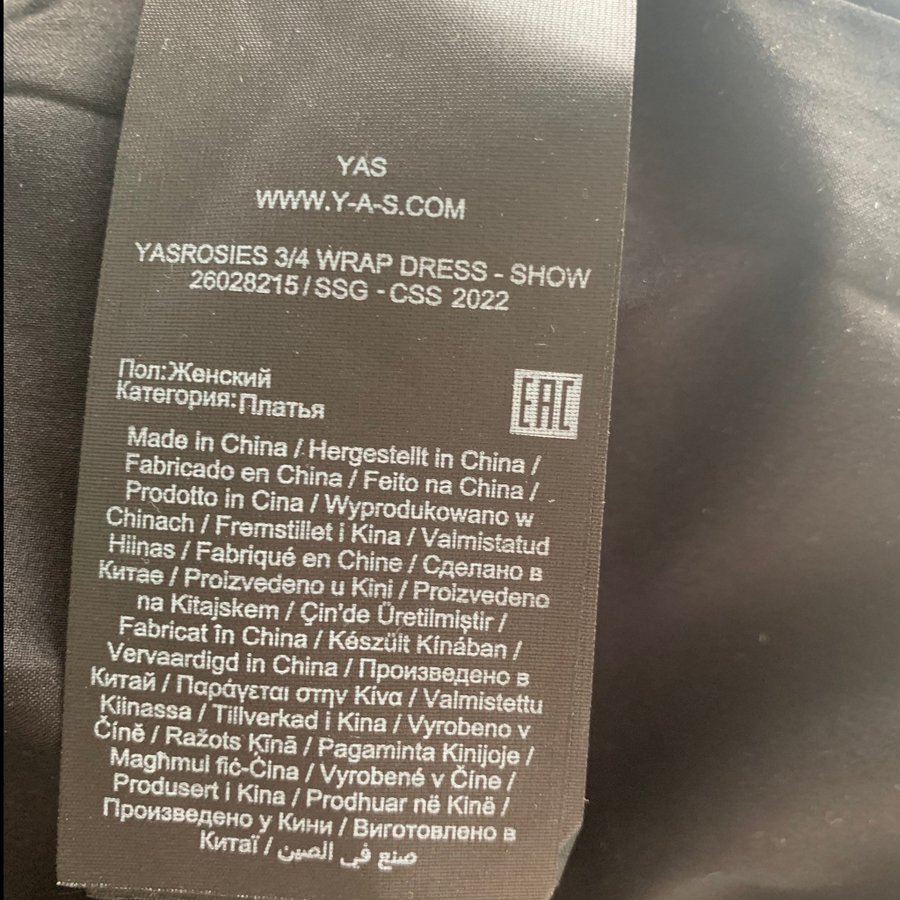 YAS
WWW.Y-A-S.COM
YASROSIES 3/4 WRAP DRESS - SHOW
26028215 / SSG - CSS 2022
Пол:Женский
Категория:Платья
EAC
Made in China / Hergestellt in China /
Fabricado en China / Feito na China /
Prodotto in Cina / Wyprodukowano w
Chinach / Fremstillet i Kina / Valmistatud
Hiinas / Fabriqué en Chine / Сделано в
Китае / Proizvedeno u Kini / Proizvedeno
na Kitajskem / Çin'de Üretilmiştir /
Fabricat în China / Készült Kínában /
Vervaardigd in China / Произведено в
Китай / Παράγεται στην Κίνα / Valmistettu
Kiinassa / Tillverkad i Kina / Vyrobeno v
Číně / Ražots Ķīnā / Pagaminta Kinijoje /
Magħmul fiċ-Ċina / Vyrobené v Číne /
Produsert i Kina / Prodhuar në Kinë /
Произведено у Кини / Виготовлено в
Китаї / صنع في الصين